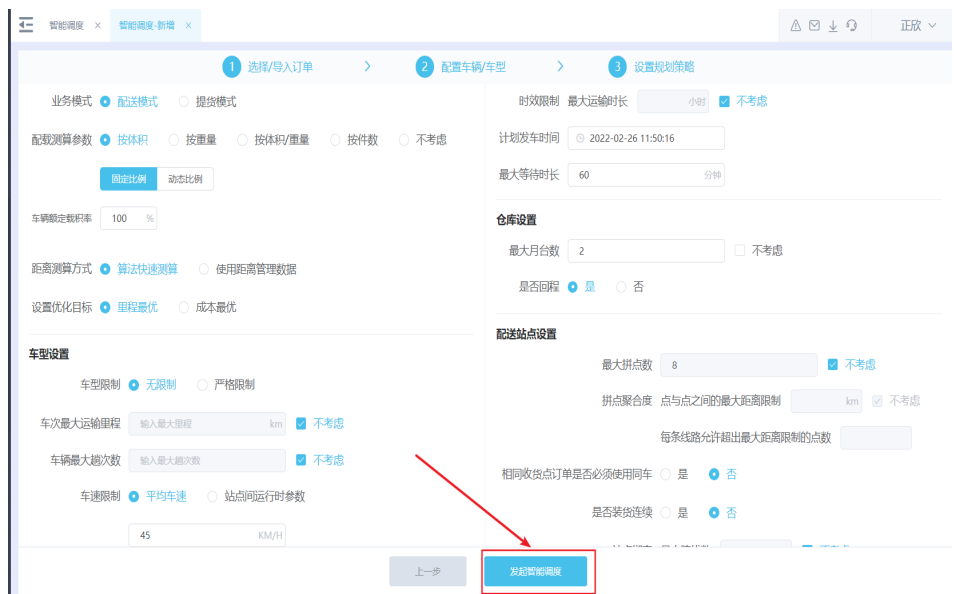 智能调度 × 智能调度-新增 × 正欣
1 选择/导入订单 > 2 配置车辆/车型 > 3 设置规划策略
业务模式 配送模式 提货模式
配载测算参数 按体积 按重量 按体积/重量 按件数 不考虑
固定比例 动态比例
车辆额定载积率 100 %
距离测算方式 算法快速测算 使用距离管理数据
设置优化目标 里程最优 成本最优
车型设置
车型限制 无限制 严格限制
车次最大运输里程 输入最大里程 km 不考虑
车辆最大趟次数 输入最大趟次数 不考虑
车速限制 平均车速 站点间运行时参数
45 KM/H
时效限制 最大运输时长 小时 不考虑
计划发车时间 2022-02-26 11:50:16
最大等待时长 60 分钟
仓库设置
最大月台数 2 不考虑
是否回程 是 否
配送站点设置
最大拼点数 8 不考虑
拼点聚合度 点与点之间的最大距离限制 km 不考虑
每条线路允许超出最大距离限制的点数
相同收货点订单是否必须使用同车 是 否
是否装货连续 是 否
上一步 发起智能调度